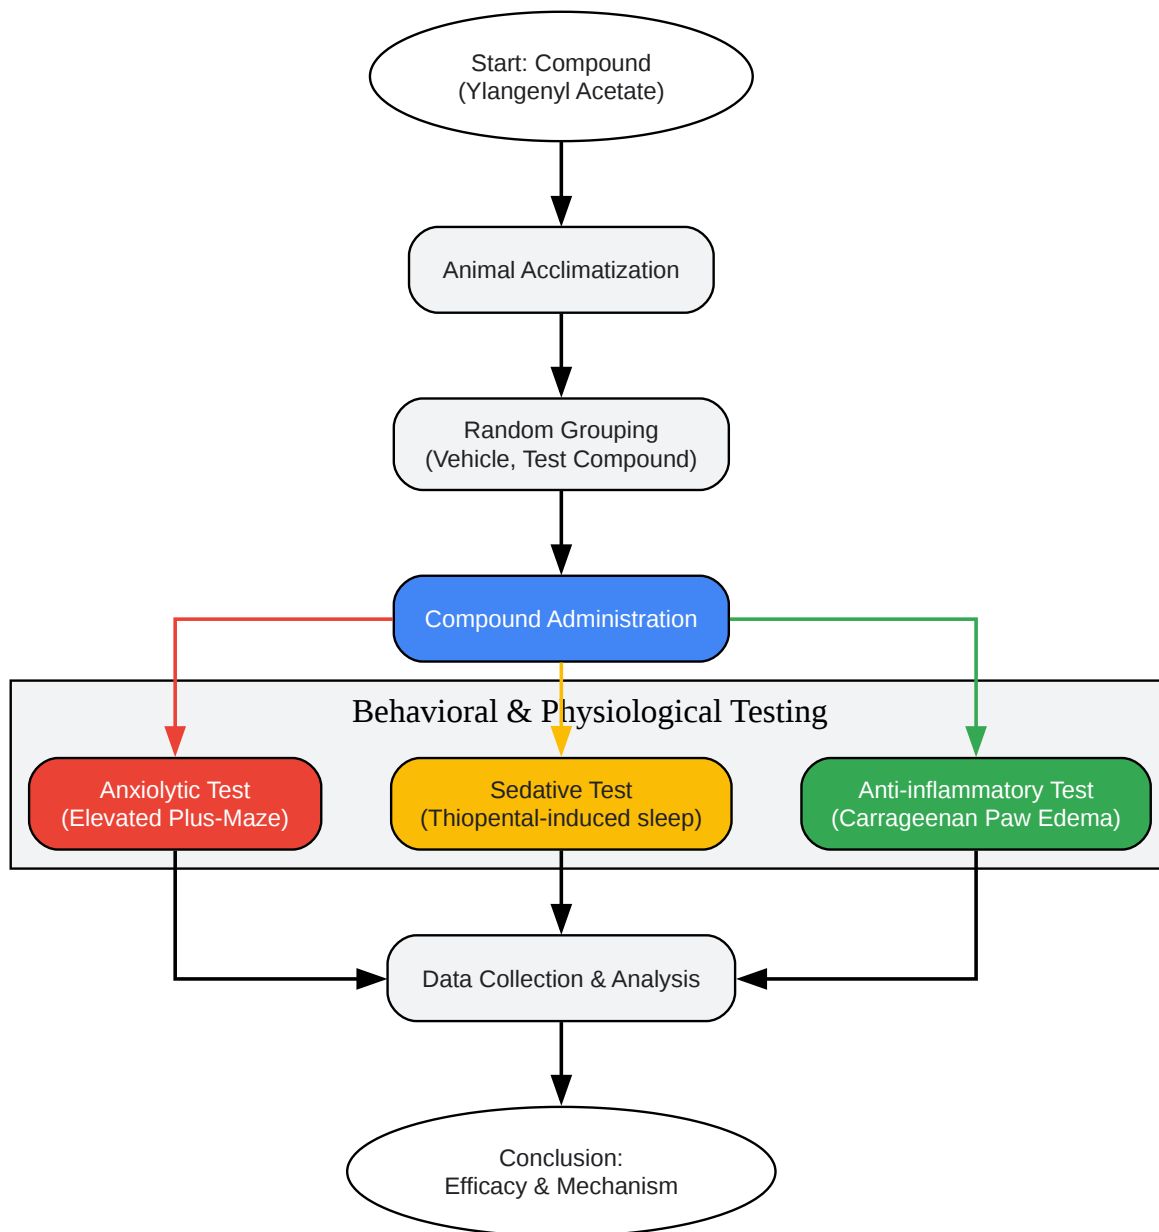 Start: Compound
(Ylangenyl Acetate)
Animal Acclimatization
Random Grouping
(Vehicle, Test Compound)
Compound Administration
Behavioral & Physiological Testing
Anxiolytic Test
(Elevated Plus-Maze)
Sedative Test
(Thiopental-induced sleep)
Anti-inflammatory Test
(Carrageenan Paw Edema)
Data Collection & Analysis
Conclusion:
Efficacy & Mechanism